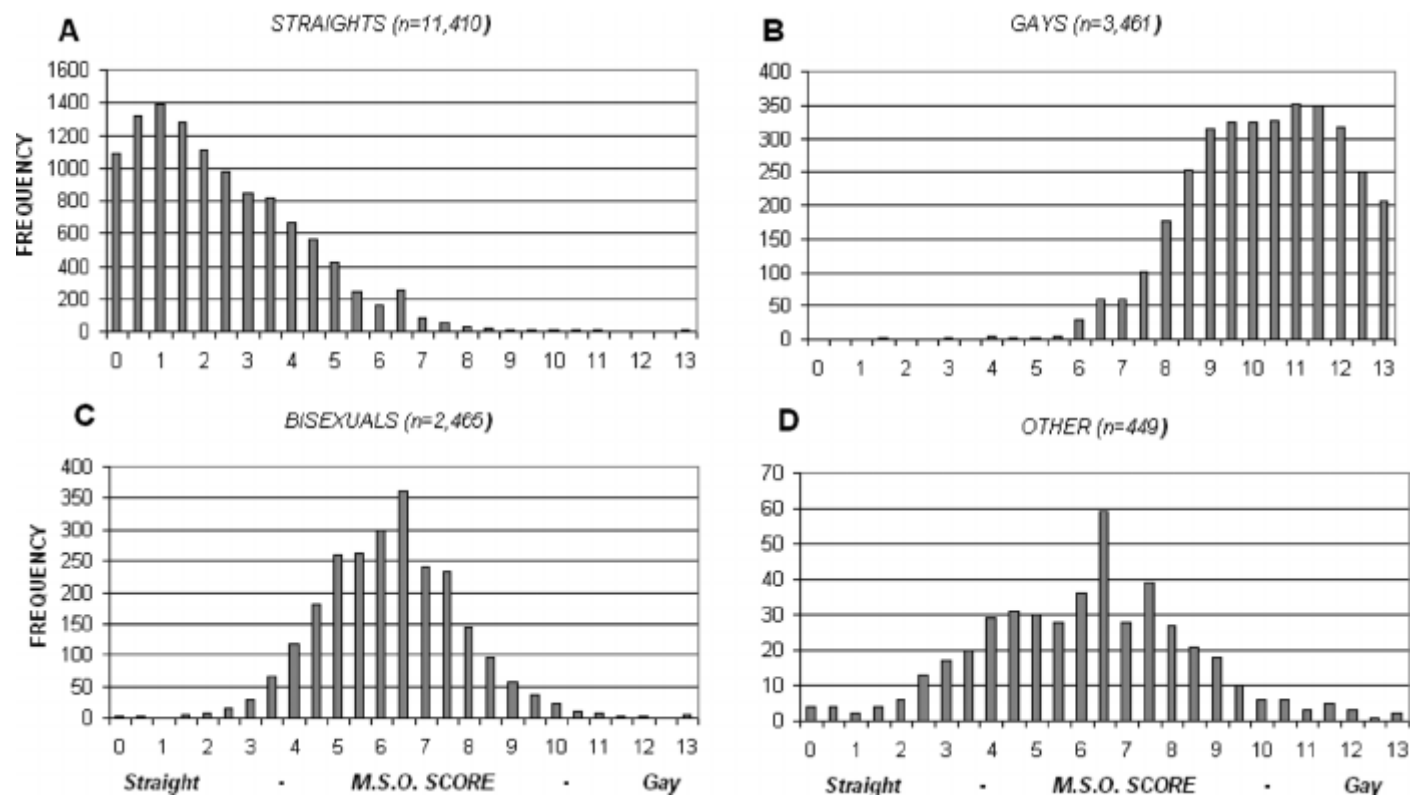 A
STRAIGHTS (n=11,410)
FREQUENCY
1600
1400
1200
1000
800
600
400
200
0
0 1 2 3 4 5 6 7 8 9 10 11 12 13
B
GAYS (n=3,461)
400
350
300
250
200
150
100
50
0
0 1 2 3 4 5 6 7 8 9 10 11 12 13
C
BISEXUALS (n=2,465)
FREQUENCY
400
350
300
250
200
150
100
50
0
0 1 2 3 4 5 6 7 8 9 10 11 12 13
Straight - M.S.O. SCORE - Gay
D
OTHER (n=449)
70
60
50
40
30
20
10
0
0 1 2 3 4 5 6 7 8 9 10 11 12 13
Straight - M.S.O. SCORE - Gay